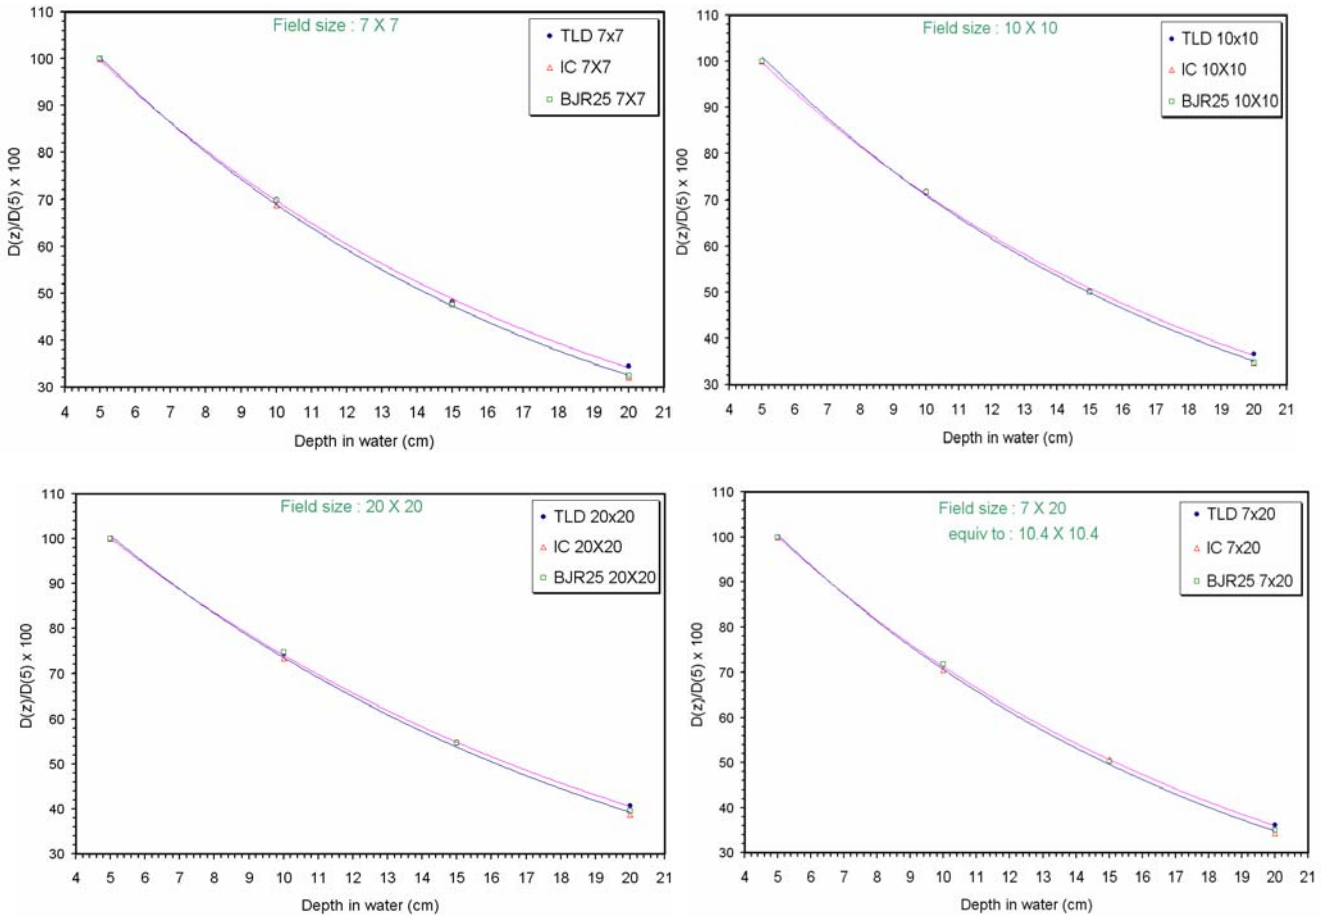 Field size : 7 X 7
TLD 7x7
IC 7X7
BJR25 7X7
D(z)/D(5) x 100
110
100
90
80
70
60
50
40
30
4 5 6 7 8 9 10 11 12 13 14 15 16 17 18 19 20 21
Depth in water (cm)
Field size : 10 X 10
TLD 10x10
IC 10X10
BJR25 10X10
D(z)/D(5) x 100
110
100
90
80
70
60
50
40
30
4 5 6 7 8 9 10 11 12 13 14 15 16 17 18 19 20 21
Depth in water (cm)
Field size : 20 X 20
TLD 20x20
IC 20X20
BJR25 20X20
D(z)/D(5) x 100
110
100
90
80
70
60
50
40
30
4 5 6 7 8 9 10 11 12 13 14 15 16 17 18 19 20 21
Depth in water (cm)
Field size : 7 X 20
equiv to : 10.4 X 10.4
TLD 7x20
IC 7x20
BJR25 7x20
D(z)/D(5) x 100
110
100
90
80
70
60
50
40
30
4 5 6 7 8 9 10 11 12 13 14 15 16 17 18 19 20 21
Depth in water (cm)